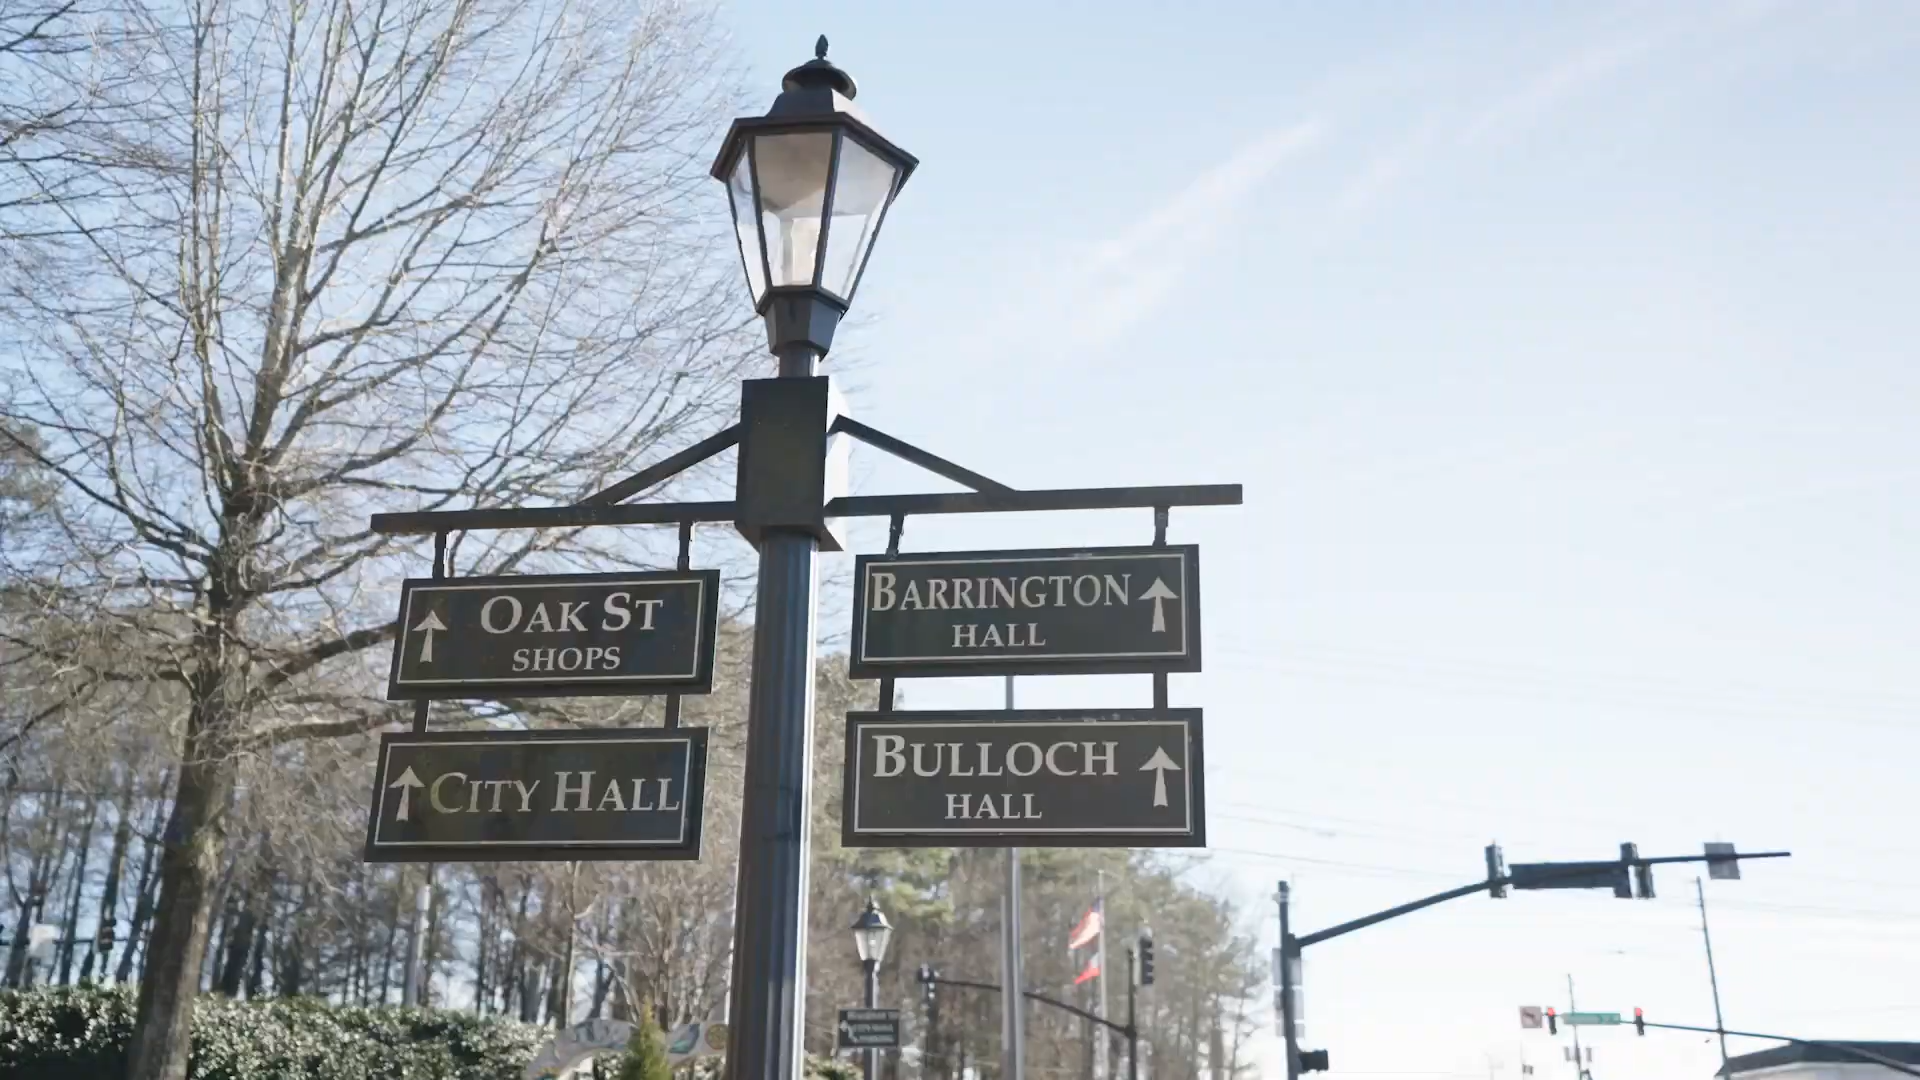 OAK ST
SHOPS
CITY HALL
BARRINGTON
HALL
BULLOCH
HALL